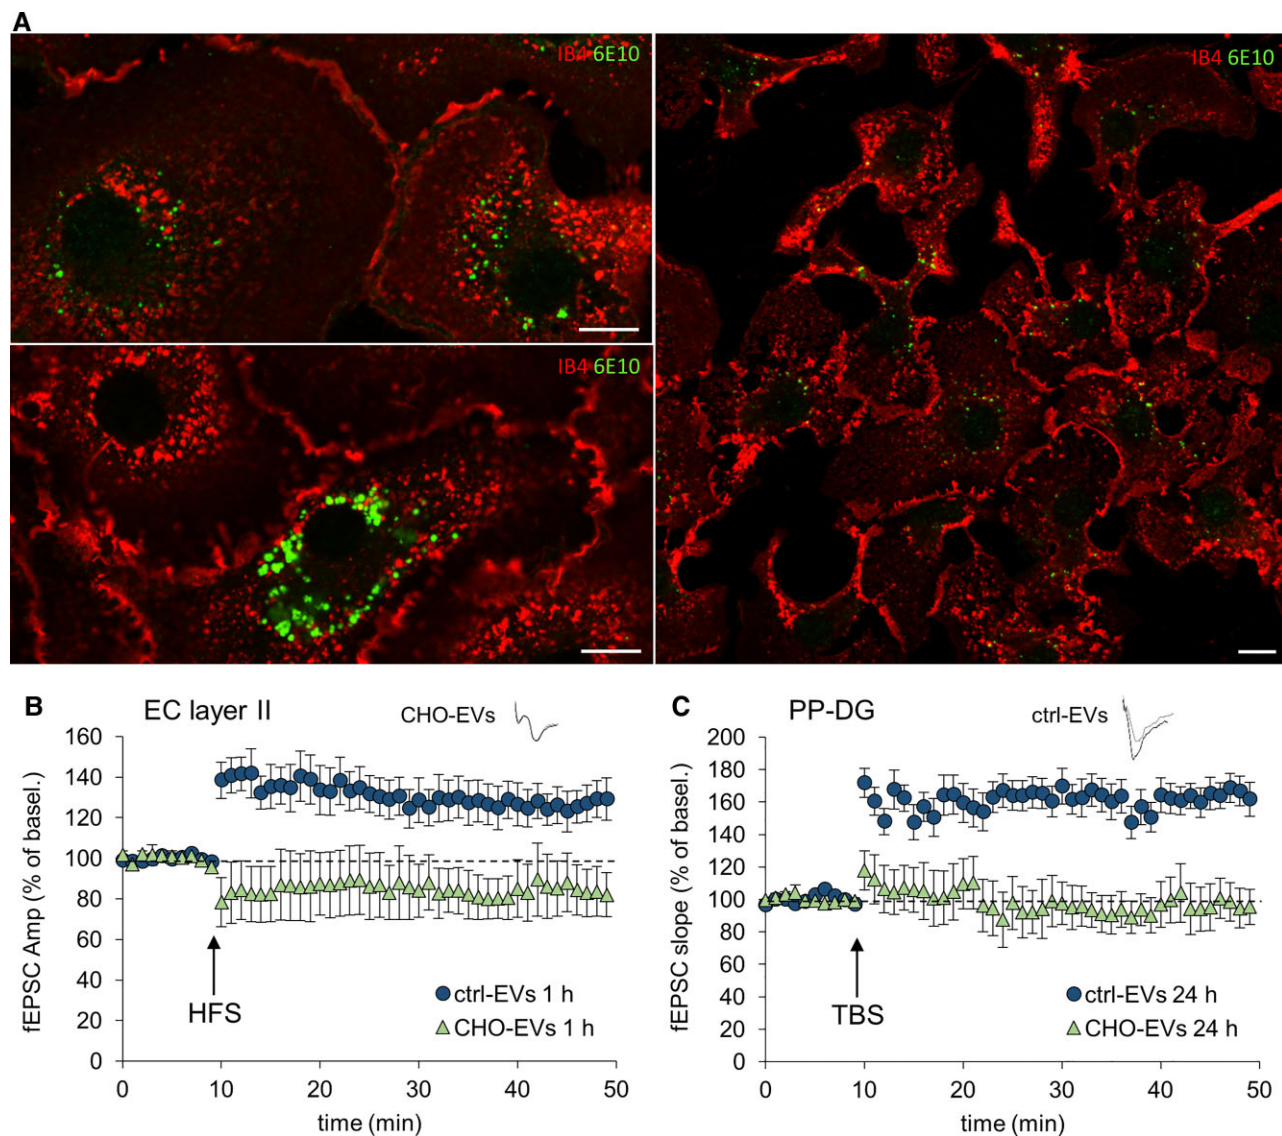 A
IB4 6E10
IB4 6E10
IB4 6E10
B
EC layer II
CHO-EVs
fEPSC Amp (% of basel.)
160
140
120
100
80
60
40
20
0
HFS
ctrl-EVs 1 h
CHO-EVs 1 h
0 10 20 30 40 50
time (min)
C
PP-DG
ctrl-EVs
fEPSC slope (% of basel.)
200
180
160
140
120
100
80
60
40
20
0
TBS
ctrl-EVs 24 h
CHO-EVs 24 h
0 10 20 30 40 50
time (min)